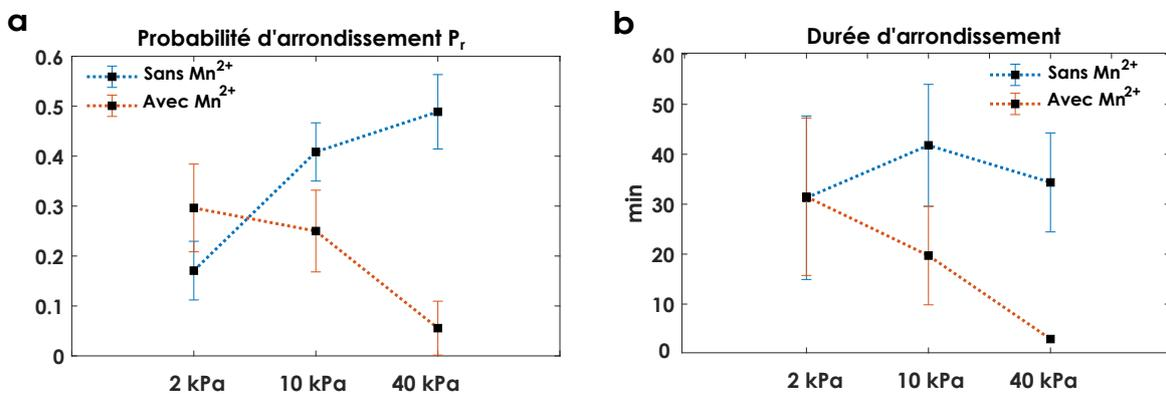 a
Probabilité d'arrondissement Pr
0.6
0.5
0.4
0.3
0.2
0.1
0
Sans Mn2+
Avec Mn2+
2 kPa 10 kPa 40 kPa
b
Durée d'arrondissement
min
60
50
40
30
20
10
0
Sans Mn2+
Avec Mn2+
2 kPa 10 kPa 40 kPa